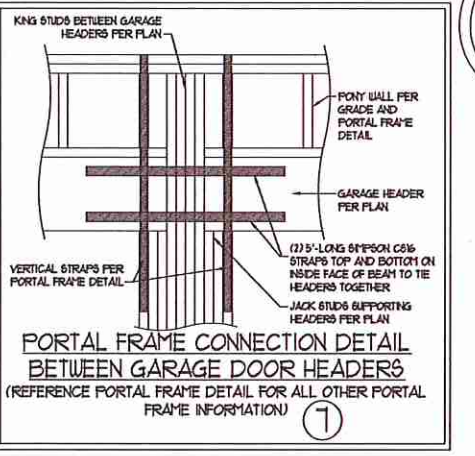 KING STUDS BETWEEN GARAGE
HEADERS PER PLAN
PONY WALL PER
GRADE AND
PORTAL FRAME
DETAIL
GARAGE HEADER
PER PLAN
(2) 5'-LONG SIMPSON CS16
STRAPS TOP AND BOTTOM ON
INSIDE FACE OF BEAM TO TIE
HEADERS TOGETHER
VERTICAL STRAPS PER
PORTAL FRAME DETAIL
JACK STUDS SUPPORTING
HEADERS PER PLAN
PORTAL FRAME CONNECTION DETAIL
BETWEEN GARAGE DOOR HEADERS
(REFERENCE PORTAL FRAME DETAIL FOR ALL OTHER PORTAL
FRAME INFORMATION)
7